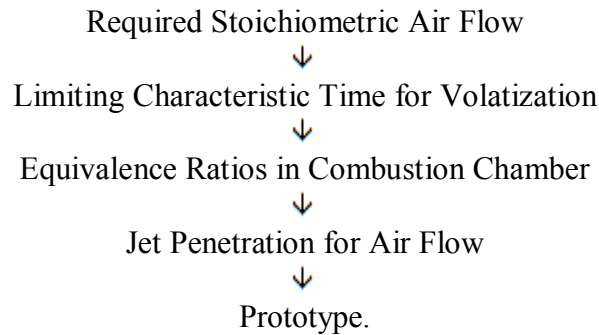 Required Stoichiometric Air Flow
↓
Limiting Characteristic Time for Volatization
↓
Equivalence Ratios in Combustion Chamber
↓
Jet Penetration for Air Flow
↓
Prototype.